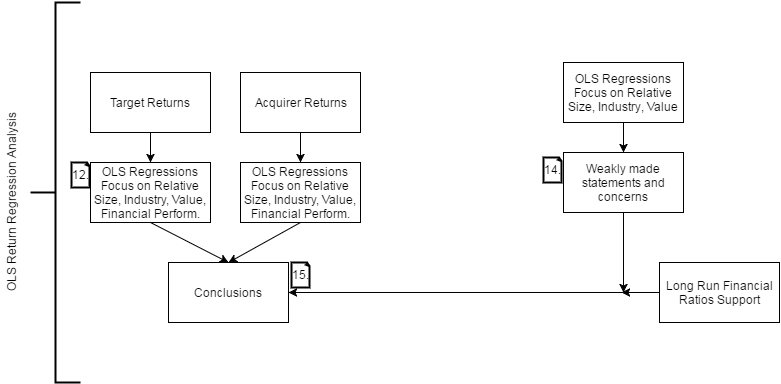 OLS Return Regression Analysis
Target Returns
Acquirer Returns
OLS Regressions
Focus on Relative
Size, Industry, Value
12.
OLS Regressions
Focus on Relative
Size, Industry, Value,
Financial Perform.
OLS Regressions
Focus on Relative
Size, Industry, Value,
Financial Perform.
14.
Weakly made
statements and
concerns
Conclusions
15.
Long Run Financial
Ratios Support